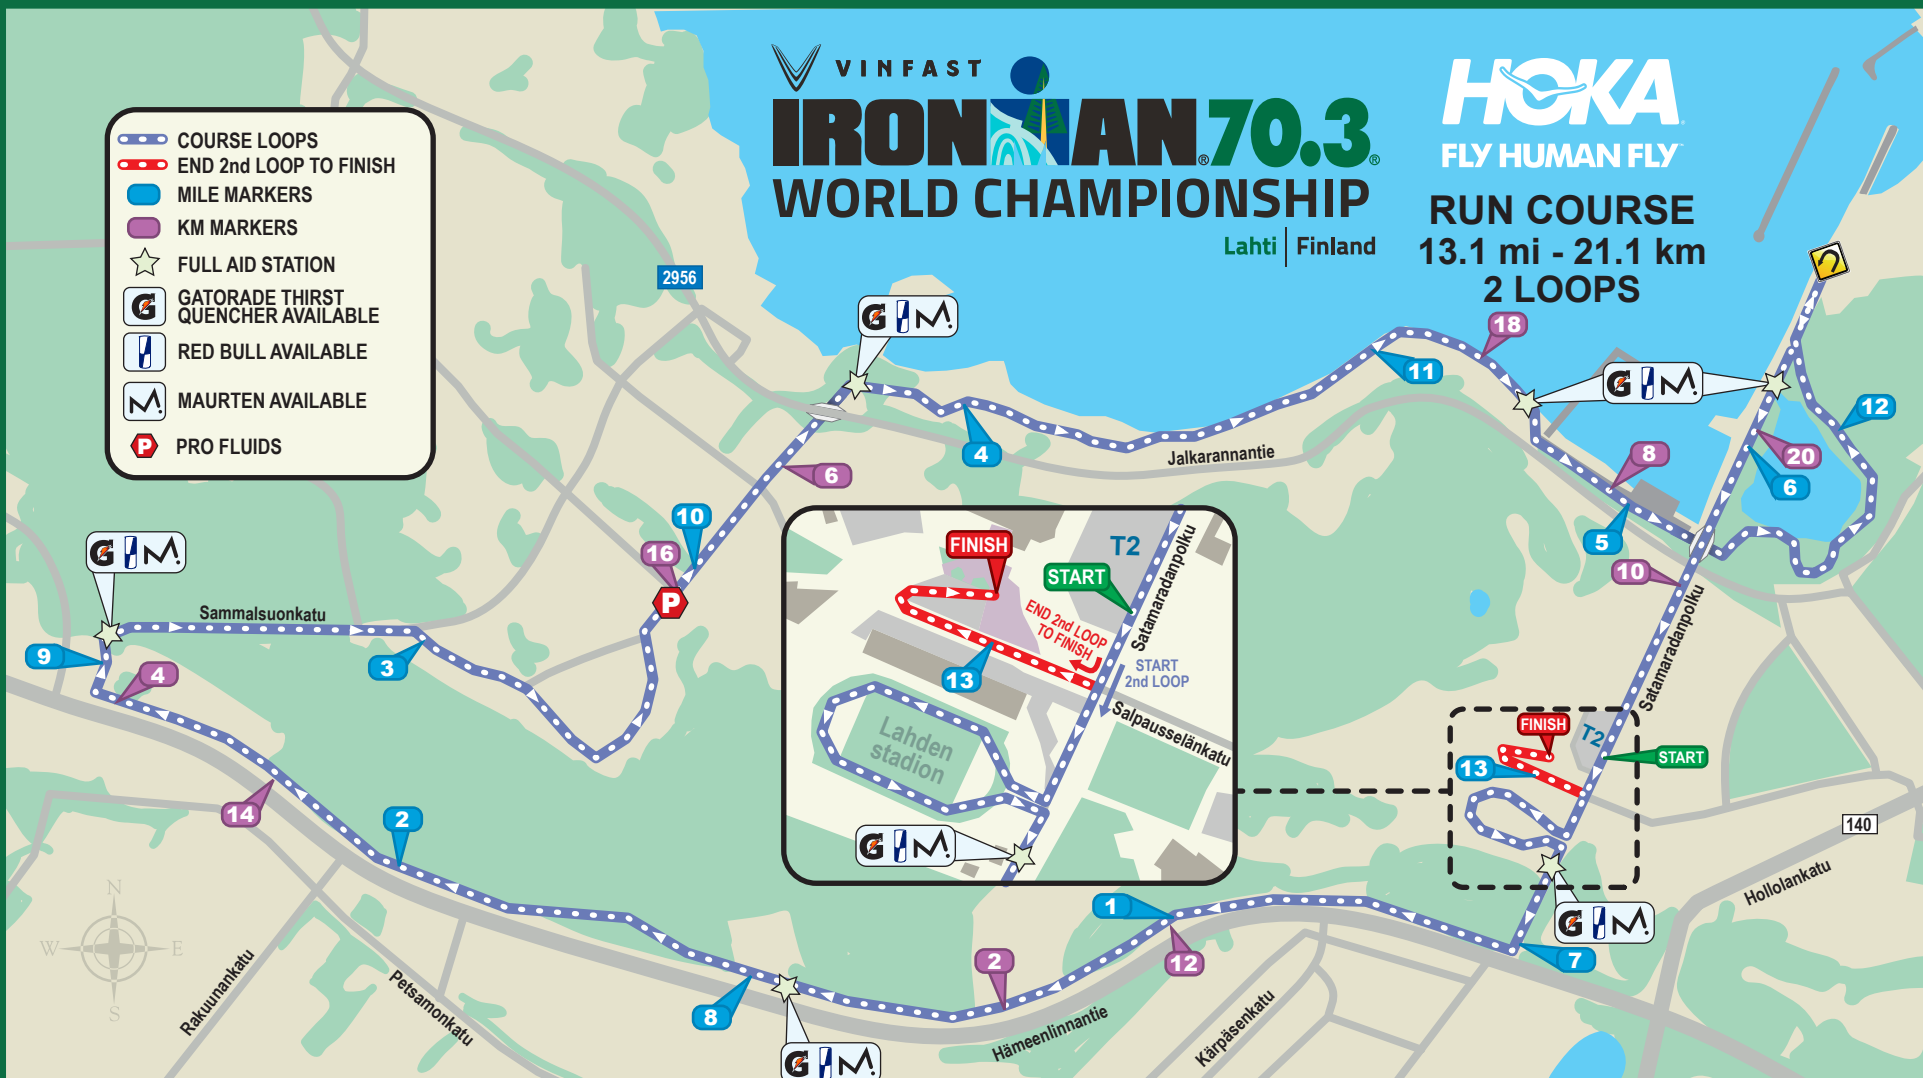 VINFAST
IRONMAN® 70.3®
WORLD CHAMPIONSHIP
Lahti | Finland
HOKA
FLY HUMAN FLY
RUN COURSE
13.1 mi - 21.1 km
2 LOOPS
COURSE LOOPS
END 2nd LOOP TO FINISH
MILE MARKERS
KM MARKERS
FULL AID STATION
G
GATORADE THIRST
QUENCHER AVAILABLE
RED BULL AVAILABLE
M.
MAURTEN AVAILABLE
P
PRO FLUIDS
2956
G M.
18
11
G M.
12
4
Jalkarannantie
6
8
20
6
10
5
16
P
10
G M.
Sammalsuonkatu
9
3
4
Satamaradanpolku
FINISH
T2
START
Satamaradanpolku
END 2nd LOOP
TO FINISH
START
2nd LOOP
13
Salpausselänkatu
Lahden
stadion
G M.
FINISH
T2
START
13
14
2
140
Hollolankatu
1
G M.
N
W E
S
2
12
7
Rakuunankatu
Petsamonkatu
8
Hämeenlinnantie
Kärpäsenkatu
G M.